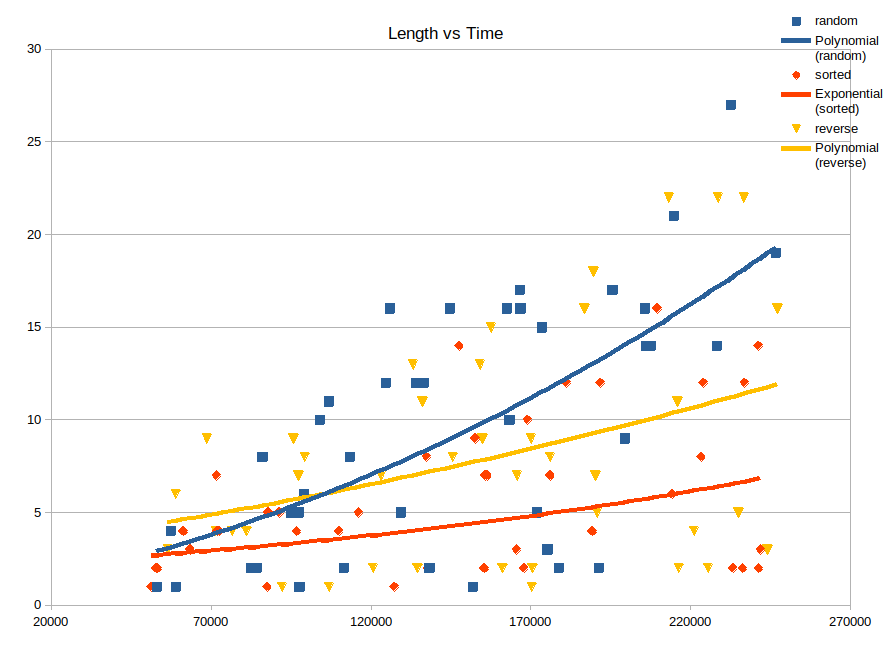 Length vs Time
random
Polynomial
(random)
sorted
Exponential
(sorted)
reverse
Polynomial
(reverse)
30
25
20
15
10
5
0
20000 70000 120000 170000 220000 270000